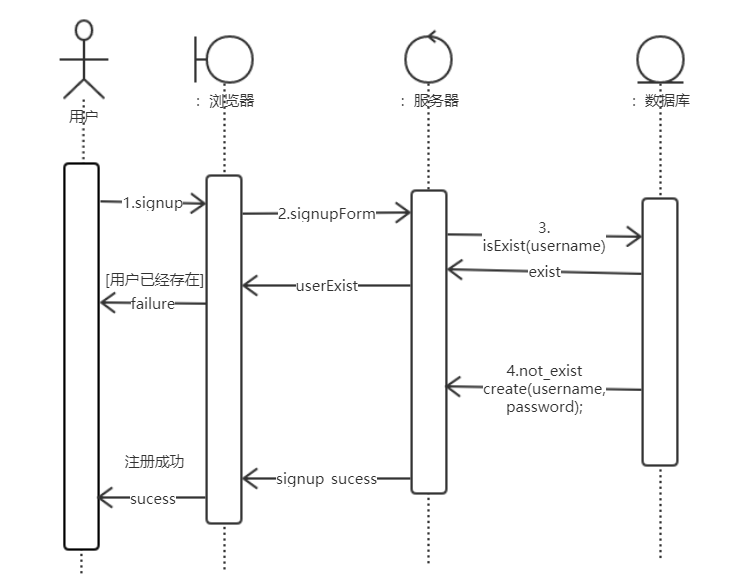 用户
：浏览器
：服务器
：数据库
1.signup
2.signupForm
3.
isExist(username)
exist
userExist
[用户已经存在]
failure
4.not_exist
create(username,
password);
注册成功
signup sucess
sucess